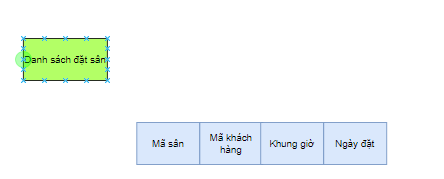 Danh sách đặt sân
Mã sân
Mã khách
hàng
Khung giờ
Ngày đặt